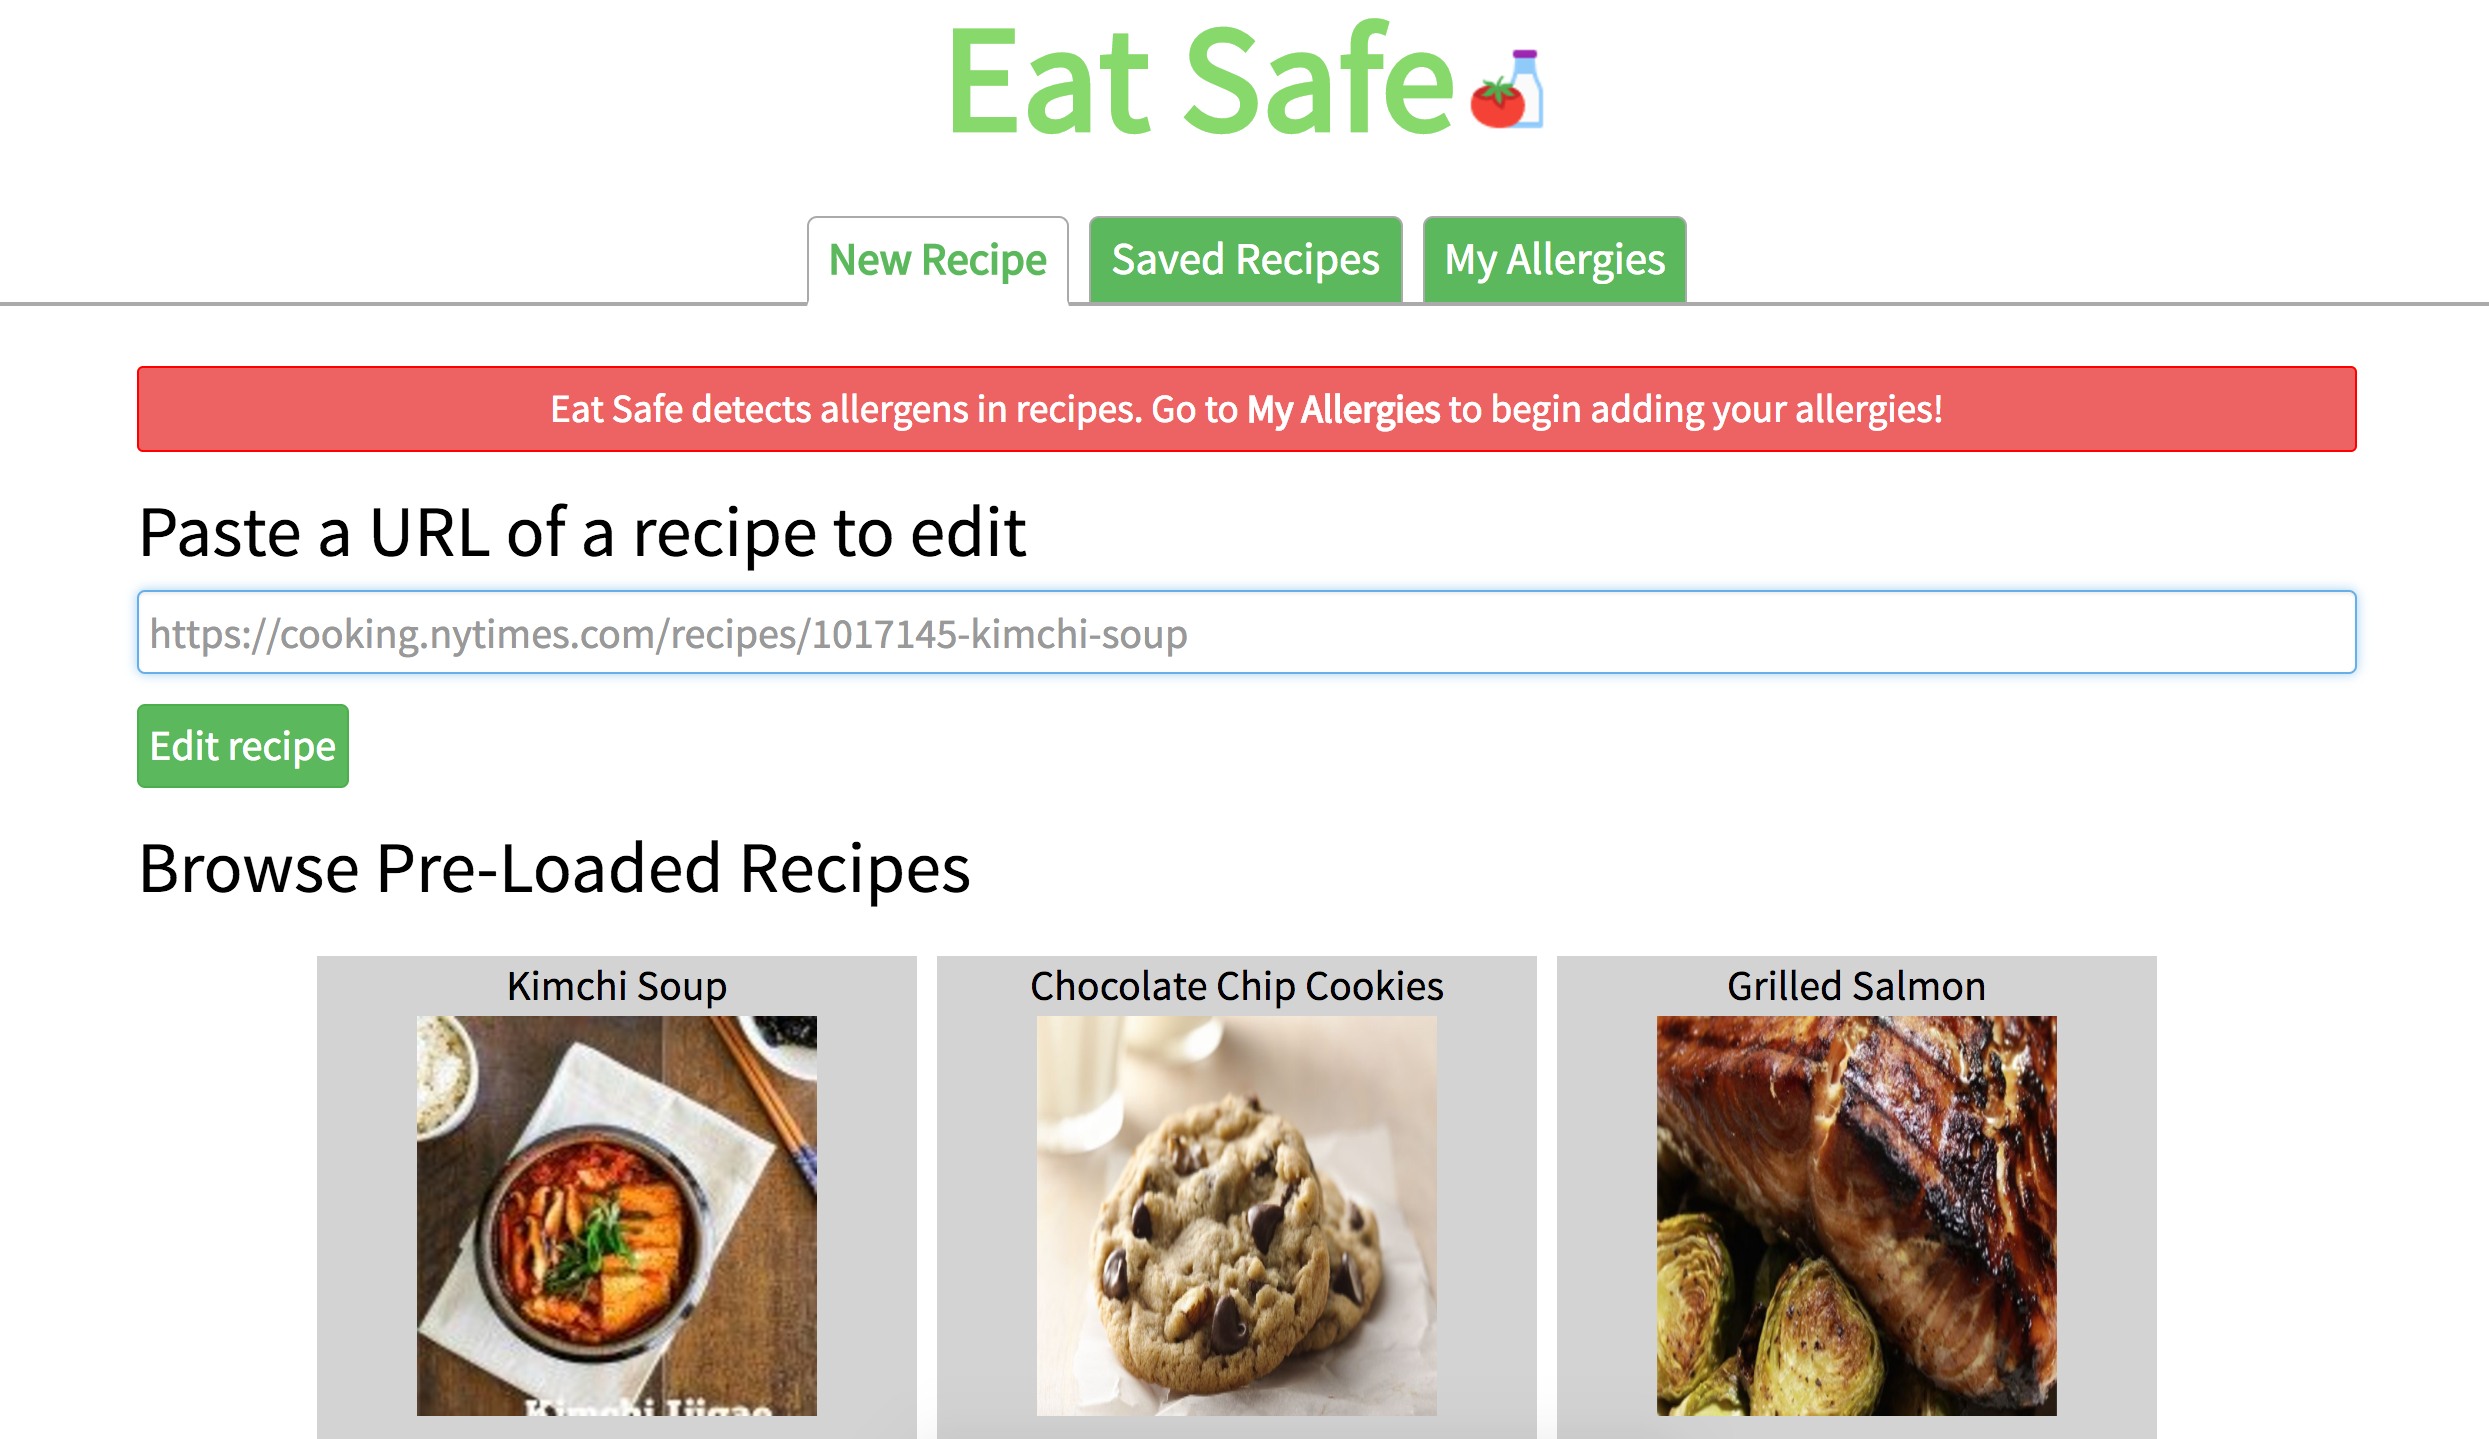 Eat Safe
New Recipe
Saved Recipes
My Allergies
Eat Safe detects allergens in recipes. Go to My Allergies to begin adding your allergies!
Paste a URL of a recipe to edit
https://cooking.nytimes.com/recipes/1017145-kimchi-soup
Edit recipe
Browse Pre-Loaded Recipes
Kimchi Soup
Chocolate Chip Cookies
Grilled Salmon
Kimchi Jjigae